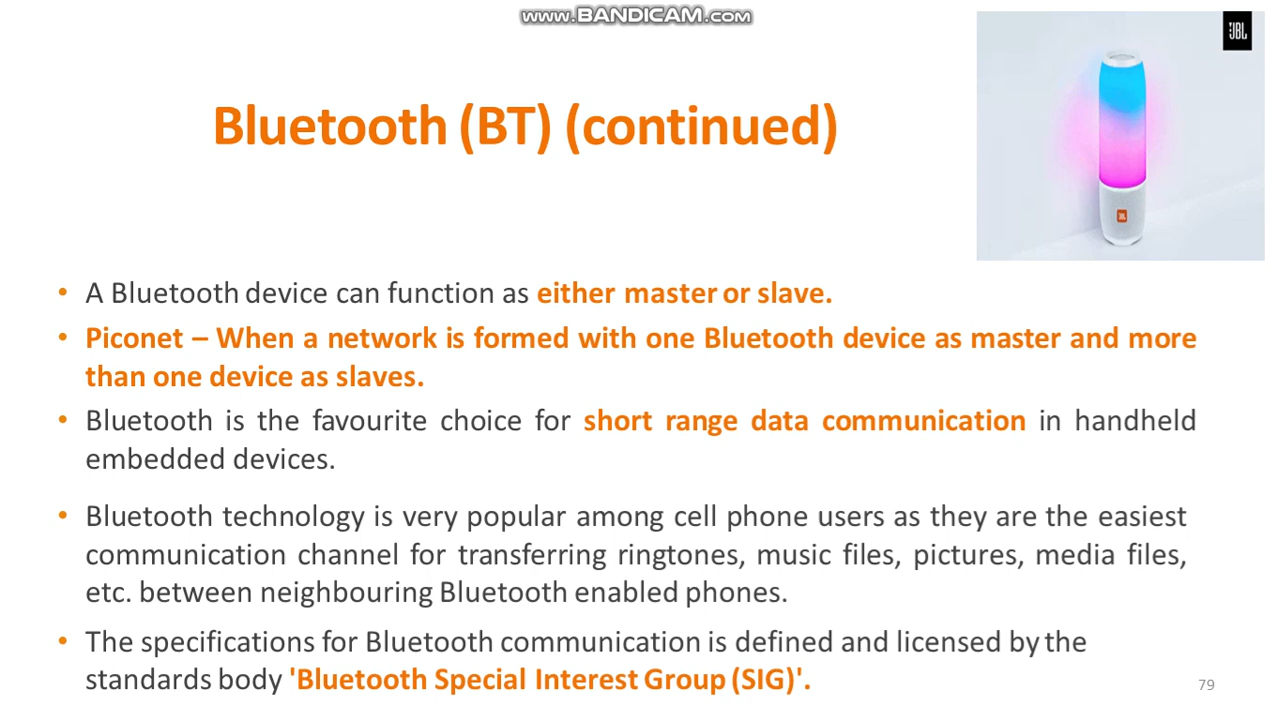 www.BANDICAM.com
JBL
Bluetooth (BT) (continued)
JBL
• A Bluetooth device can function as either master or slave.
• Piconet – When a network is formed with one Bluetooth device as master and more
than one device as slaves.
• Bluetooth is the favourite choice for short range data communication in handheld
embedded devices.
• Bluetooth technology is very popular among cell phone users as they are the easiest
communication channel for transferring ringtones, music files, pictures, media files,
etc. between neighbouring Bluetooth enabled phones.
• The specifications for Bluetooth communication is defined and licensed by the
standards body 'Bluetooth Special Interest Group (SIG)'.
79